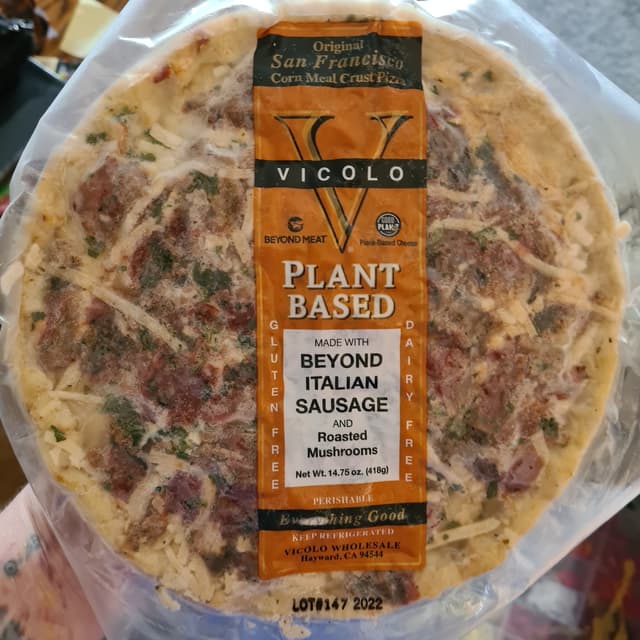 Original
San Francisco
Corn Meal Crust Pizza
VICOLO
BEYOND MEAT
GOOD
PLANeT
Plant-Based Cheese
PLANT
BASED
GLUTEN FREE
DAIRY FREE
MADE WITH
BEYOND
ITALIAN
SAUSAGE
AND
Roasted
Mushrooms
Net Wt. 14.75 oz. (418g)
PERISHABLE
Everything Good
KEEP REFRIGERATED
VICOLO WHOLESALE
Hayward, CA 94544
LOT#147 2022